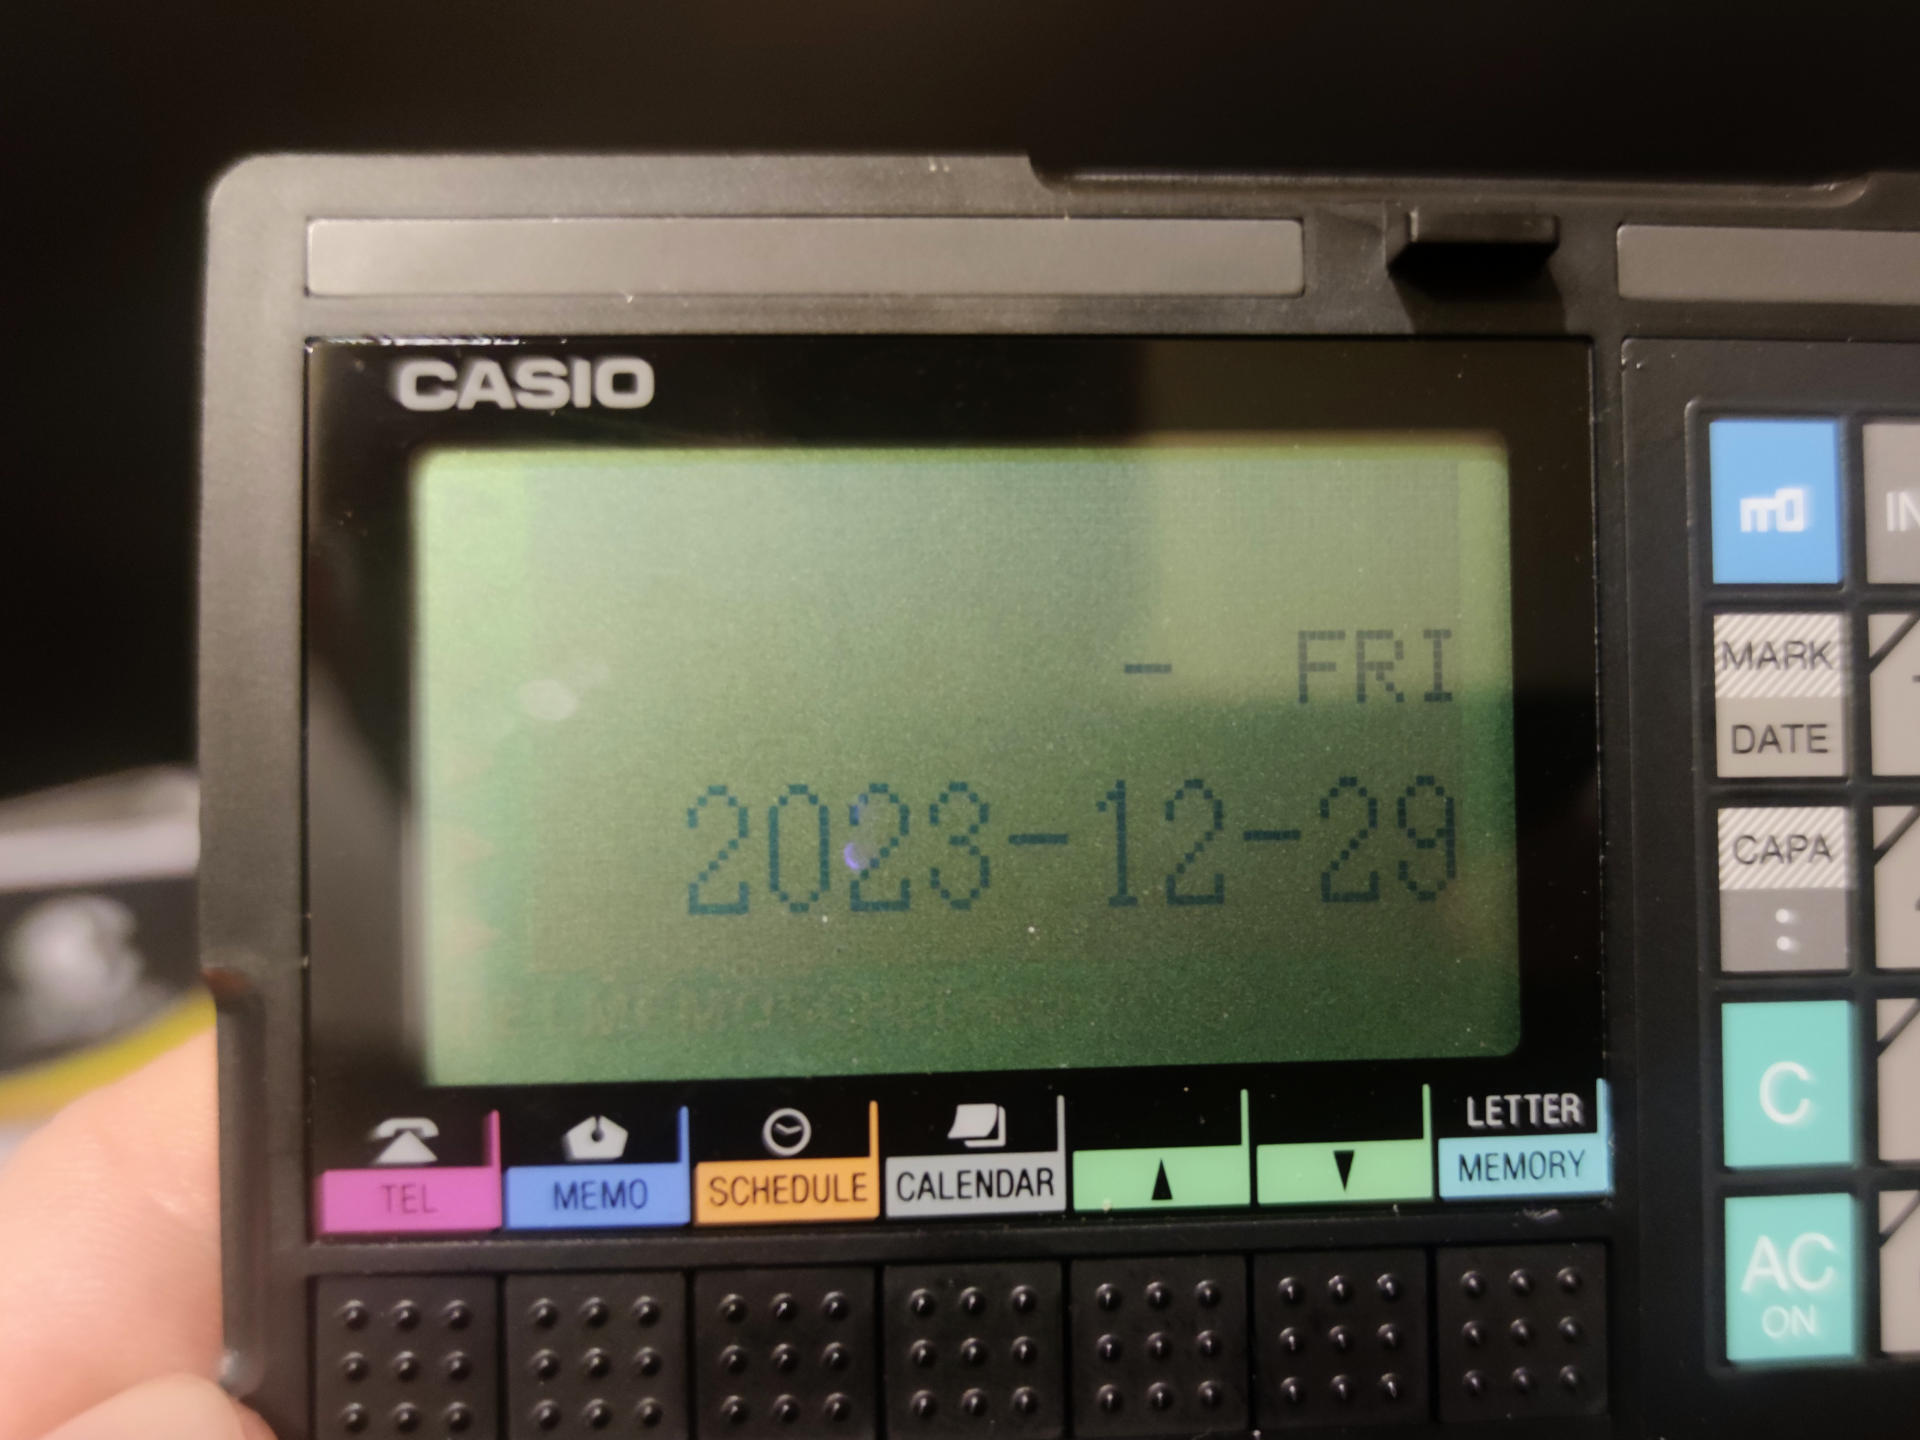 CASIO
- FRI
2023-12-29
LETTER
TEL MEMO SCHEDULE CALENDAR ▲ ▼ MEMORY
MARK
DATE
CAPA
:
C
AC
ON